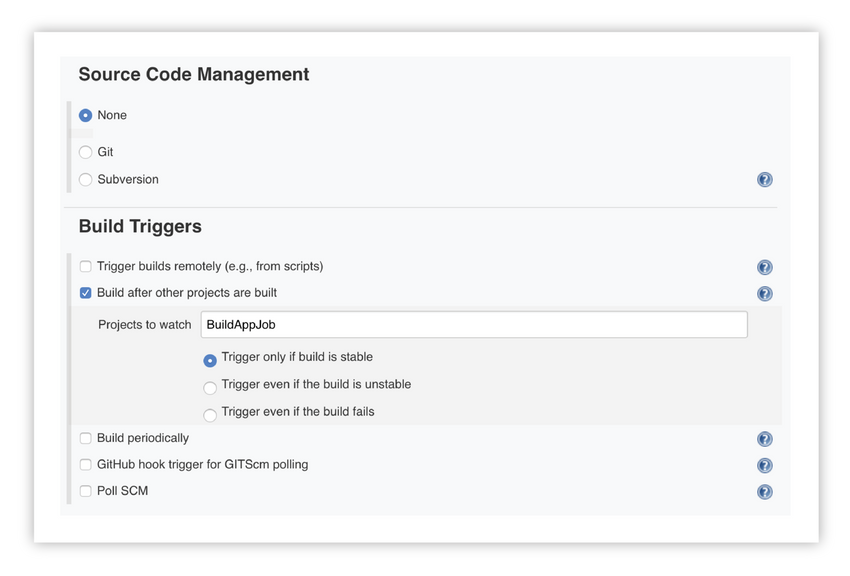 Source Code Management
None
Git
Subversion
Build Triggers
Trigger builds remotely (e.g., from scripts)
Build after other projects are built
Projects to watch BuildAppJob
Trigger only if build is stable
Trigger even if the build is unstable
Trigger even if the build fails
Build periodically
GitHub hook trigger for GITScm polling
Poll SCM